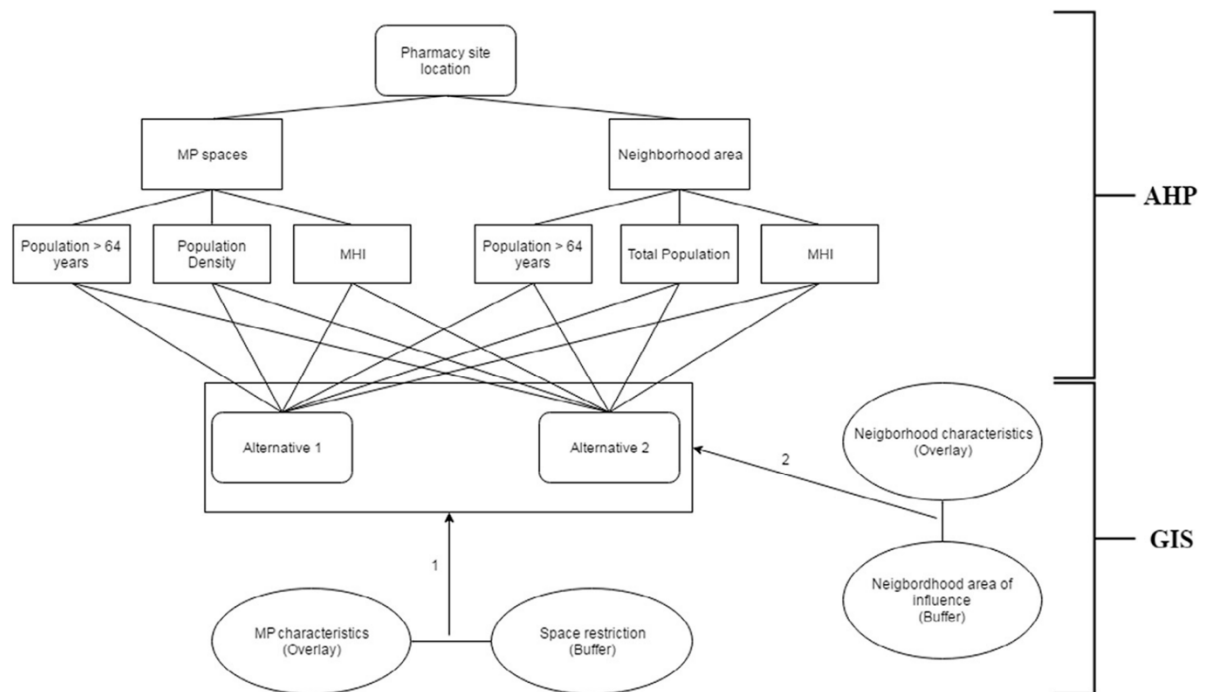 Pharmacy site
location
MP spaces
Neighborhood area
AHP
Population > 64
years
Population
Density
MHI
Population > 64
years
Total Population
MHI
Alternative 1
Alternative 2
Neigborhood characteristics
(Overlay)
2
GIS
1
Neigbordhood area of
influence
(Buffer)
MP characteristics
(Overlay)
Space restriction
(Buffer)